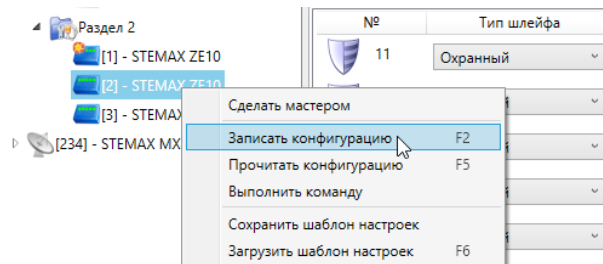 Раздел 2
[1] - STEMAX ZE10
[2] - STEMAX ZE10
[3] - STEMAX
[234] - STEMAX MX
№ Тип шлейфа
11 Охранный
Сделать мастером
Записать конфигурацию F2
Прочитать конфигурацию F5
Выполнить команду
Сохранить шаблон настроек
Загрузить шаблон настроек F6